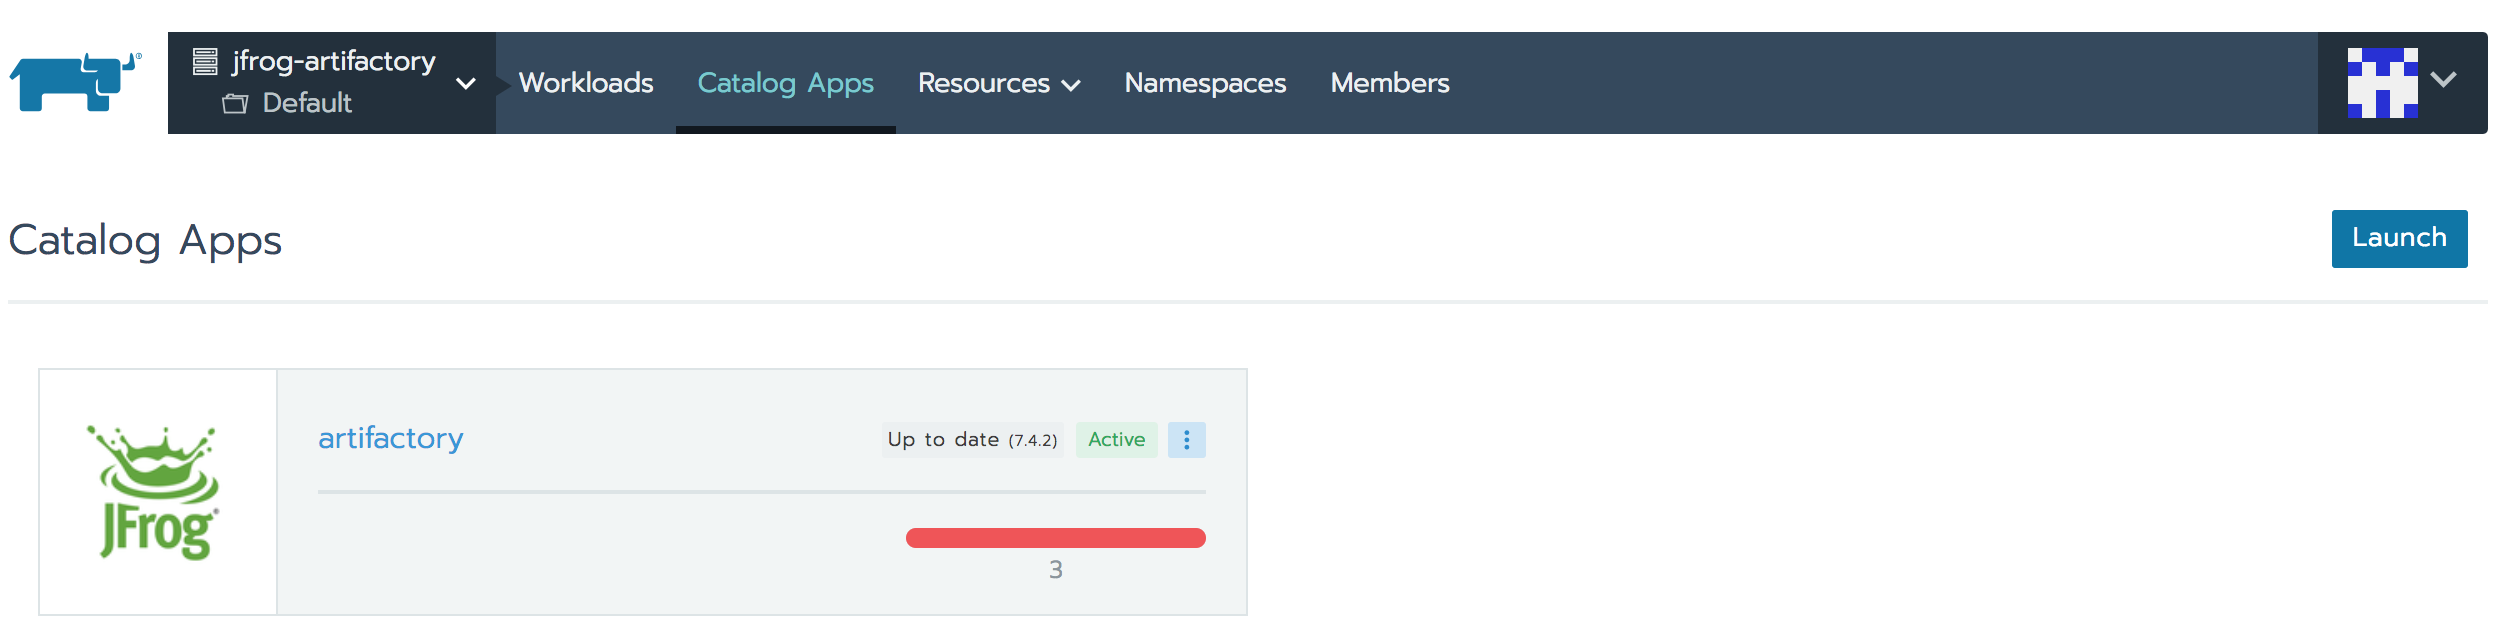 jfrog-artifactory
Default
Workloads
Catalog Apps
Resources
Namespaces
Members
Catalog Apps
Launch
artifactory
Up to date (7.4.2)
Active
JFrog
3